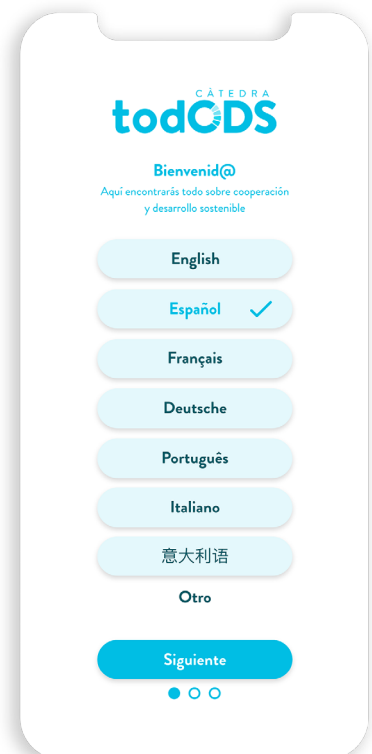 CÀTEDRA
todODS
Bienvenid@
Aquí encontrarás todo sobre cooperación
y desarrollo sostenible
English
Español
Français
Deutsche
Português
Italiano
意大利语
Otro
Siguiente